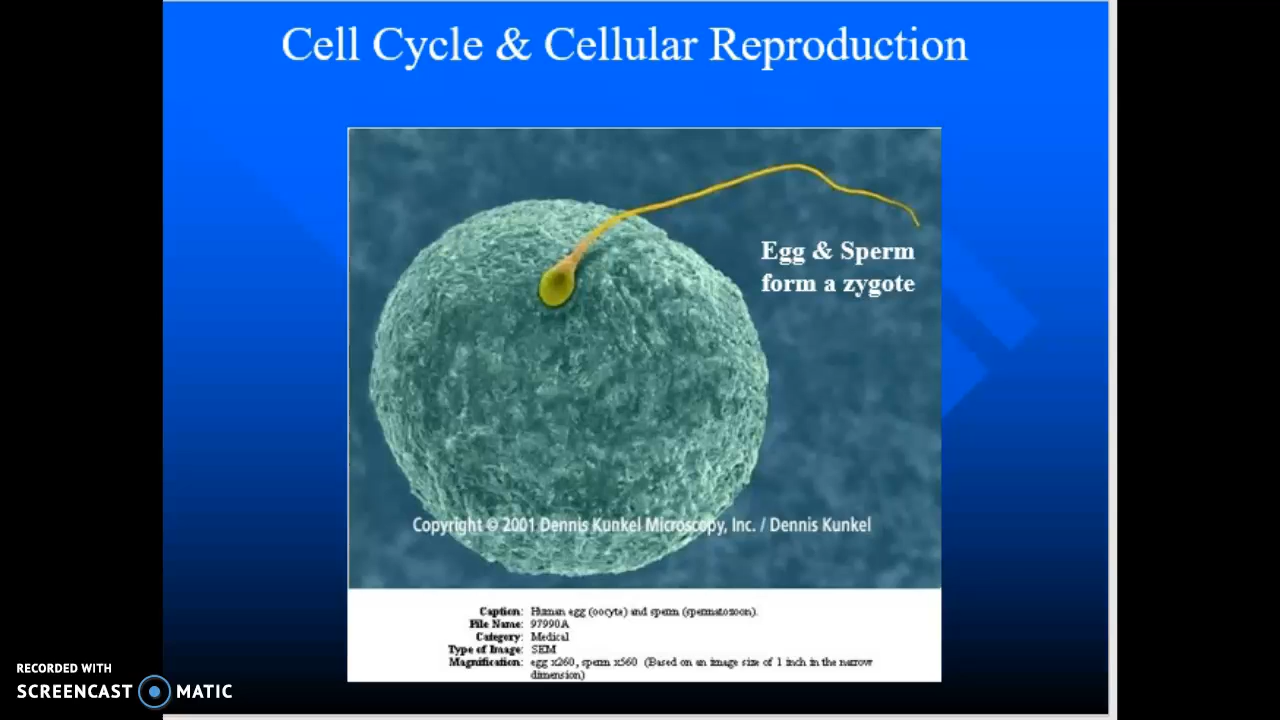 Cell Cycle & Cellular Reproduction
Egg & Sperm
form a zygote
Copyright © 2001 Dennis Kunkel Microscopy, Inc. / Dennis Kunkel
Caption: Human egg (oocyte) and sperm (spermatozoon).
File Name: 97990A
Category: Medical
Type of Image: SEM
Magnification: egg x260, sperm x560 (Based on an image size of 1 inch in the narrow
dimension)
RECORDED WITH
SCREENCAST MATIC